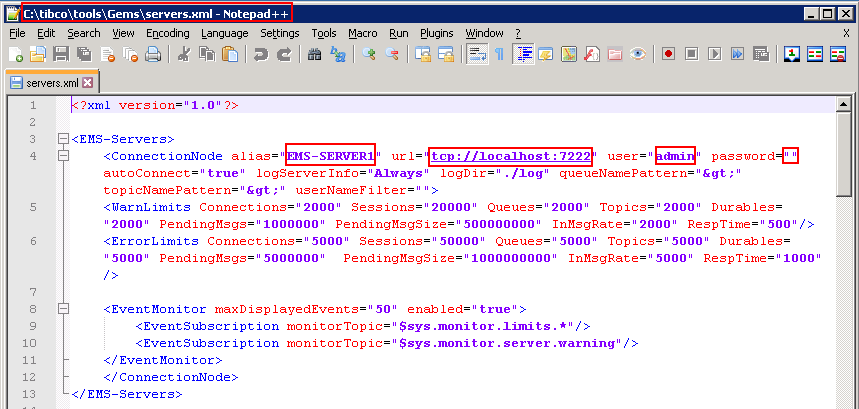 C:\tibco\tools\Gems\servers.xml - Notepad++
File Edit Search View Encoding Language Settings Tools Macro Run Plugins Window ? X
servers.xml
1 <?xml version="1.0"?>
2
3 <EMS-Servers>
4 <ConnectionNode alias="EMS-SERVER1" url="tcp://localhost:7222" user="admin" password=""
autoConnect="true" logServerInfo="Always" logDir="./log" queueNamePattern="&gt;"
topicNamePattern="&gt;" userNameFilter="">
5 <WarnLimits Connections="2000" Sessions="20000" Queues="2000" Topics="2000" Durables=
"2000" PendingMsgs="1000000" PendingMsgSize="500000000" InMsgRate="2000" RespTime="500"/>
6 <ErrorLimits Connections="5000" Sessions="50000" Queues="5000" Topics="5000" Durables=
"5000" PendingMsgs="5000000"  PendingMsgSize="1000000000" InMsgRate="5000" RespTime="1000"
/>
7
8 <EventMonitor maxDisplayedEvents="50" enabled="true">
9 <EventSubscription monitorTopic="$sys.monitor.limits.*"/>
10 <EventSubscription monitorTopic="$sys.monitor.server.warning"/>
11 </EventMonitor>
12 </ConnectionNode>
13 </EMS-Servers>